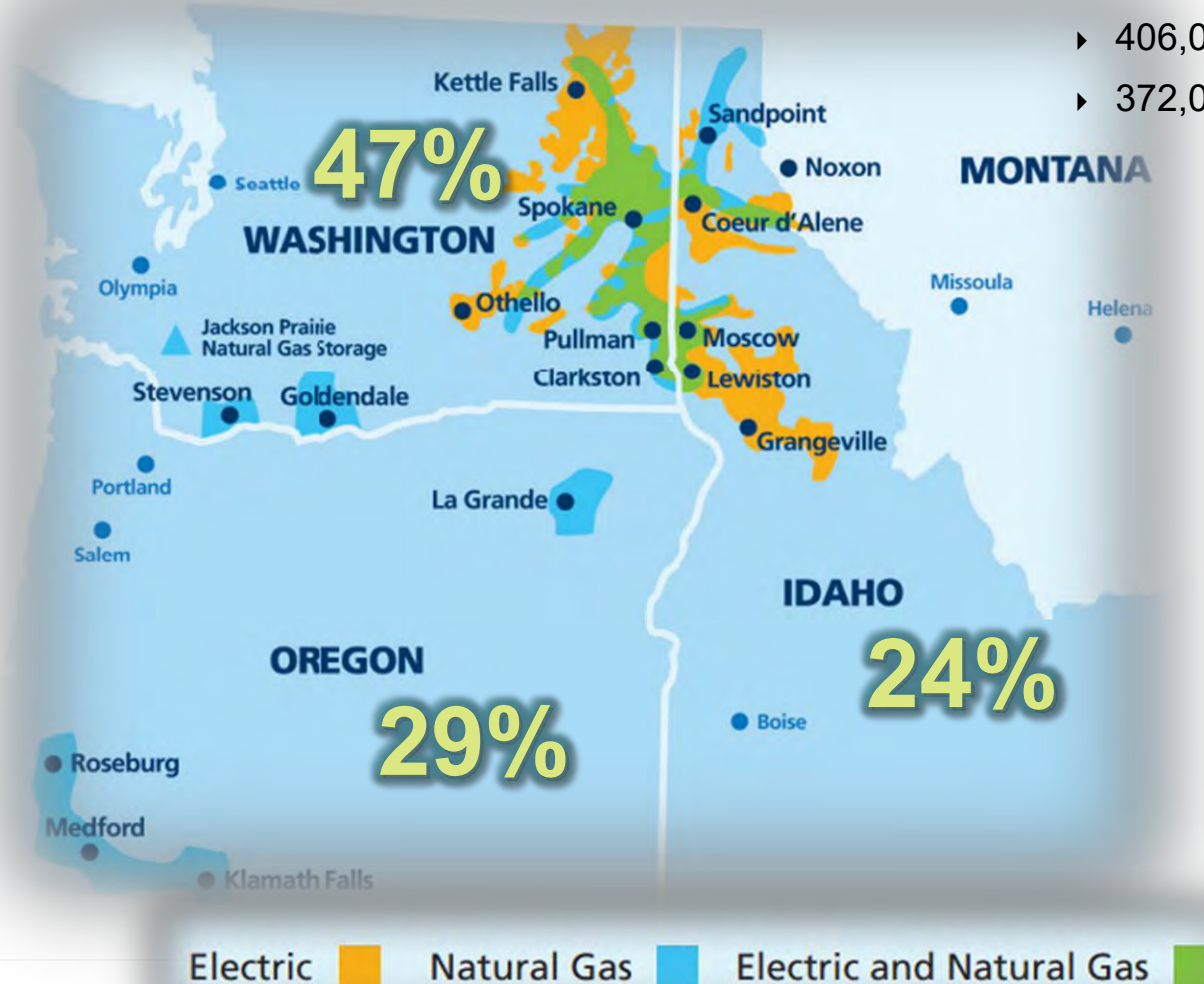 ▸ 406,0
▸ 372,0
Kettle Falls
Sandpoint
47%
Noxon
MONTANA
Seattle
Spokane
Coeur d'Alene
WASHINGTON
Olympia
Missoula
Othello
Helena
Jackson Prairie
Natural Gas Storage
Pullman
Moscow
Clarkston
Lewiston
Stevenson
Goldendale
Grangeville
Portland
La Grande
Salem
IDAHO
OREGON
24%
29%
Boise
Roseburg
Medford
Klamath Falls
Electric Natural Gas Electric and Natural Gas